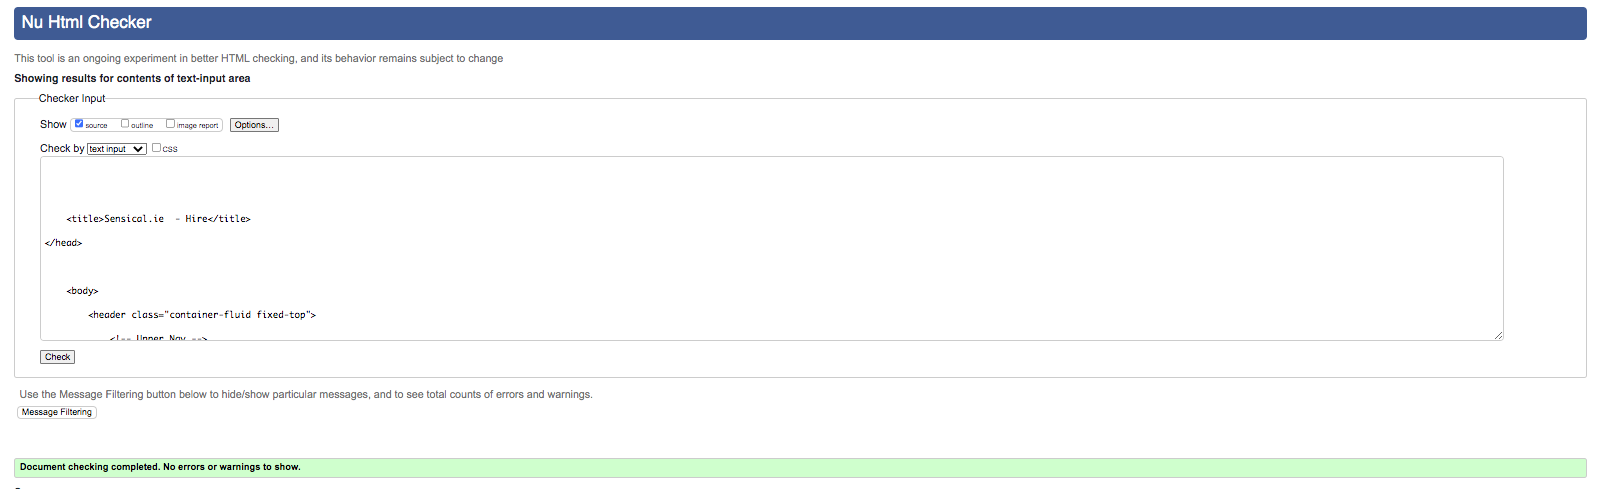 Nu Html Checker
This tool is an ongoing experiment in better HTML checking, and its behavior remains subject to change
Showing results for contents of text-input area
Checker Input
Show source outline image report Options...
Check by text input css
<title>Sensical.ie  - Hire</title>
</head>
<body>
<header class="container-fluid fixed-top">
<!-- Upper Nav -->
Check
Use the Message Filtering button below to hide/show particular messages, and to see total counts of errors and warnings.
Message Filtering
Document checking completed. No errors or warnings to show.